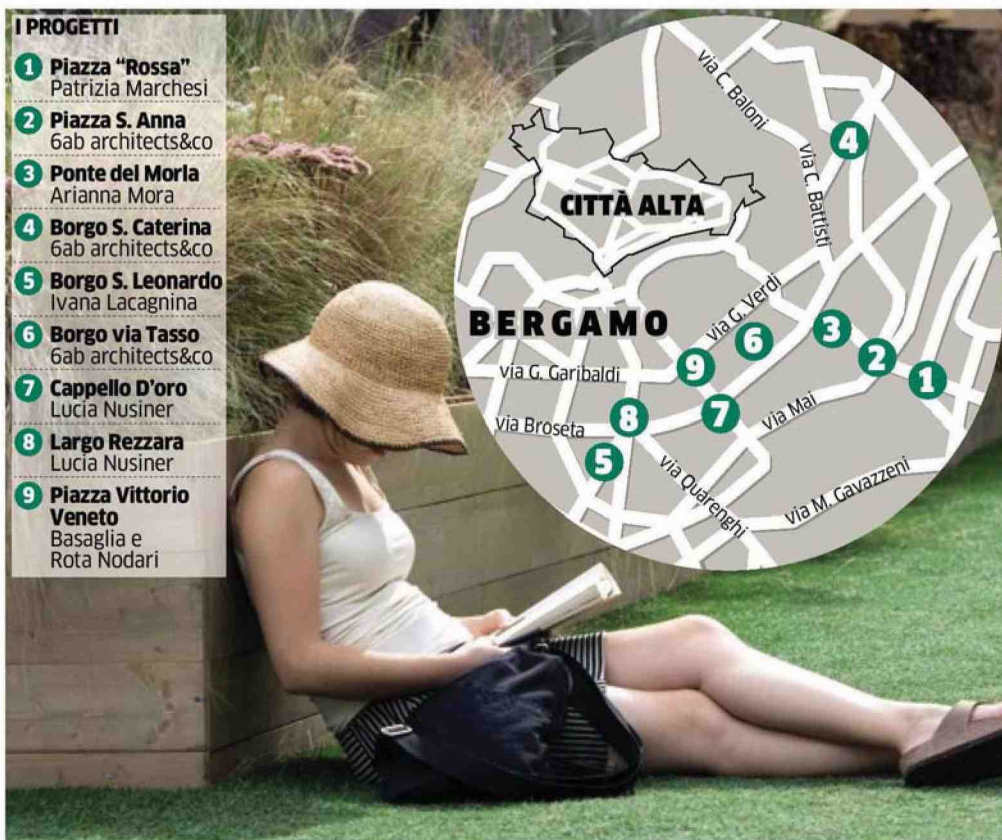 I PROGETTI
1 Piazza “Rossa”
Patrizia Marchesi
2 Piazza S. Anna
6ab architects&co
3 Ponte del Morla
Arianna Mora
4 Borgo S. Caterina
6ab architects&co
5 Borgo S. Leonardo
Ivana Lacagnina
6 Borgo via Tasso
6ab architects&co
7 Cappello D’oro
Lucia Nusiner
8 Largo Rezzara
Lucia Nusiner
9 Piazza Vittorio
Veneto
Basaglia e
Rota Nodari
via C. Baloni
4
via C. Battisti
CITTÀ ALTA
BERGAMO
via G. Verdi
6
3
2
1
9
via G. Garibaldi
8
7
via Mai
via Broseta
5
via Quarenghi
via M. Gavazzeni